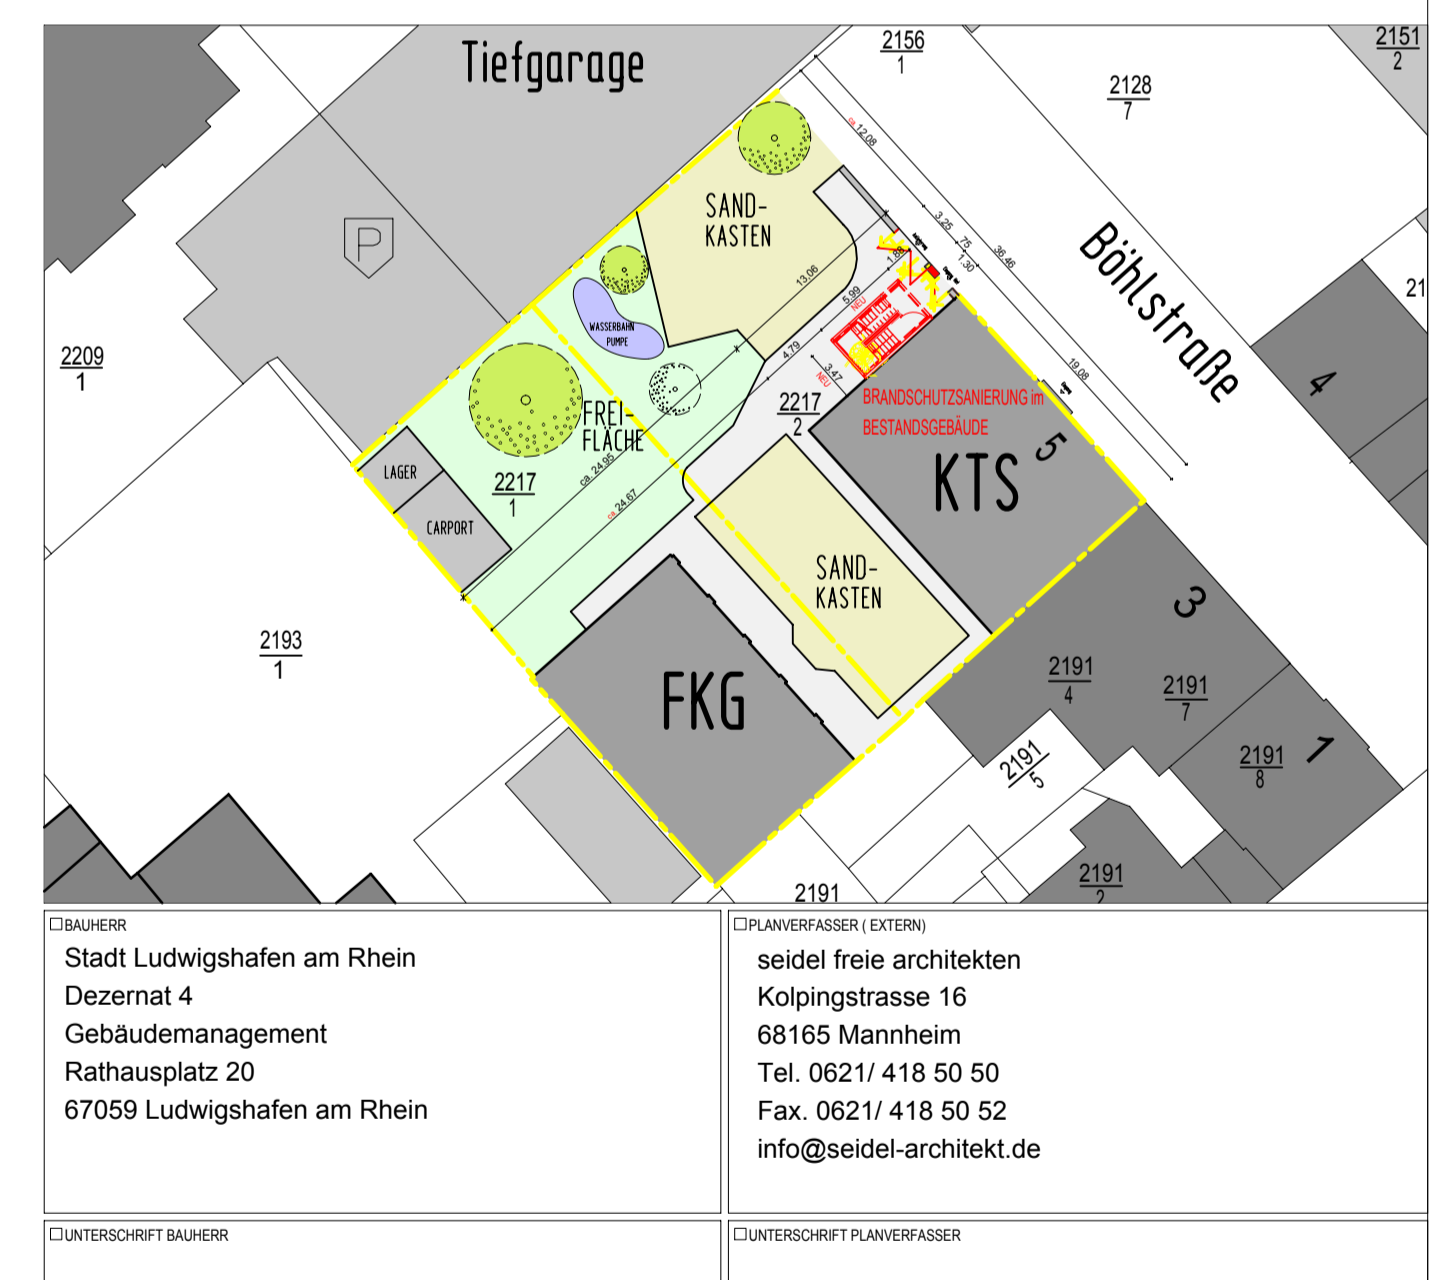 Tiefgarage
2156
1
2151
2
2128
7
ca. 12.08
SAND-
KASTEN
P
3.25
75
1.30
36.46
Böhlstraße
13.06
1.88
5.99
NEU
21
WASSERBAHN
PUMPE
2209
1
4.79
3.47
NEU
19.08
4
2217
2
BRANDSCHUTZSANIERUNG im
BESTANDSGEBÄUDE
FREI-
FLÄCHE
5
KTS
LAGER
ca. 24.95
2217
1
ca. 24.67
CARPORT
SAND-
KASTEN
3
2193
1
2191
4
2191
7
FKG
2191
5
2191
8
1
2191
2191
2
BAUHERR
Stadt Ludwigshafen am Rhein
Dezernat 4
Gebäudemanagement
Rathausplatz 20
67059 Ludwigshafen am Rhein
PLANVERFASSER ( EXTERN)
seidel freie architekten
Kolpingstrasse 16
68165 Mannheim
Tel. 0621/ 418 50 50
Fax. 0621/ 418 50 52
info@seidel-architekt.de
UNTERSCHRIFT BAUHERR
UNTERSCHRIFT PLANVERFASSER